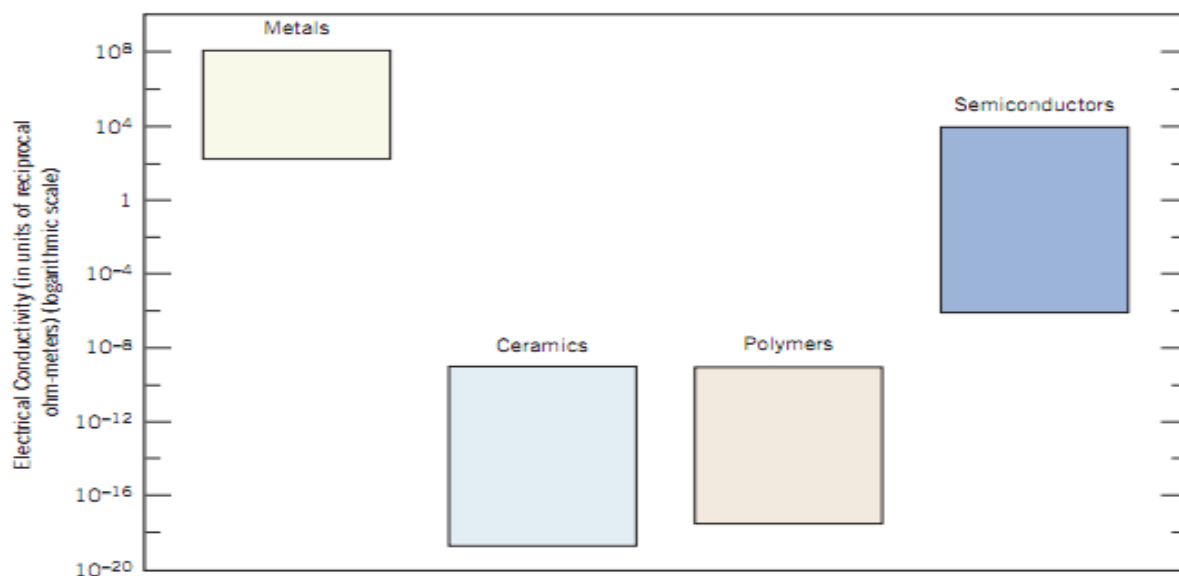 Metals
Semiconductors
Ceramics
Polymers
10⁸
10⁴
1
10⁻⁴
10⁻⁸
10⁻¹²
10⁻¹⁶
10⁻²⁰
Electrical Conductivity (in units of reciprocal
ohm-meters) (logarithmic scale)